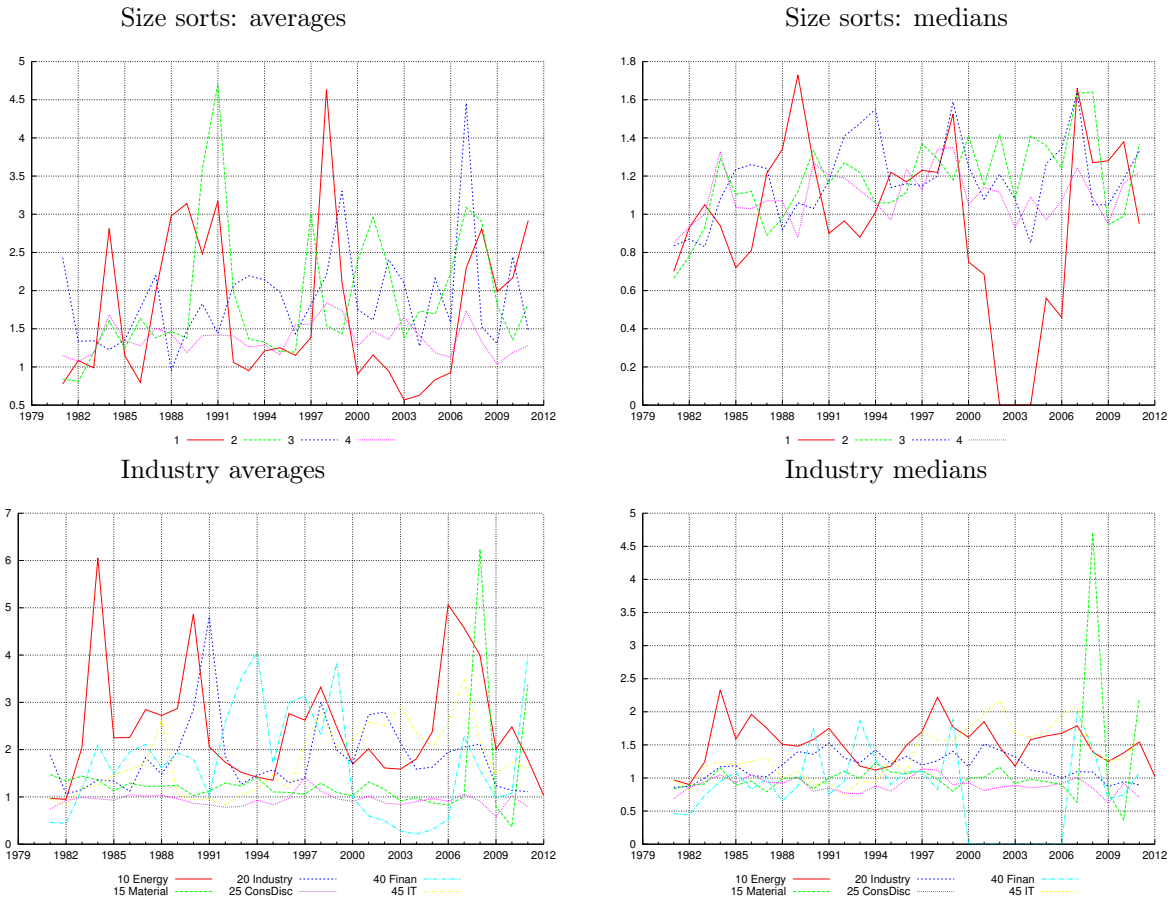 Size sorts: averages
5
4.5
4
3.5
3
2.5
2
1.5
1
0.5
1979 1982 1985 1988 1991 1994 1997 2000 2003 2006 2009 2012
1 2 3 4
Size sorts: medians
1.8
1.6
1.4
1.2
1
0.8
0.6
0.4
0.2
0
1979 1982 1985 1988 1991 1994 1997 2000 2003 2006 2009 2012
1 2 3 4
Industry averages
7
6
5
4
3
2
1
0
1979 1982 1985 1988 1991 1994 1997 2000 2003 2006 2009 2012
10 Energy 20 Industry 40 Finan
15 Material 25 ConsDisc 45 IT
Industry medians
5
4.5
4
3.5
3
2.5
2
1.5
1
0.5
0
1979 1982 1985 1988 1991 1994 1997 2000 2003 2006 2009 2012
10 Energy 20 Industry 40 Finan
15 Material 25 ConsDisc 45 IT